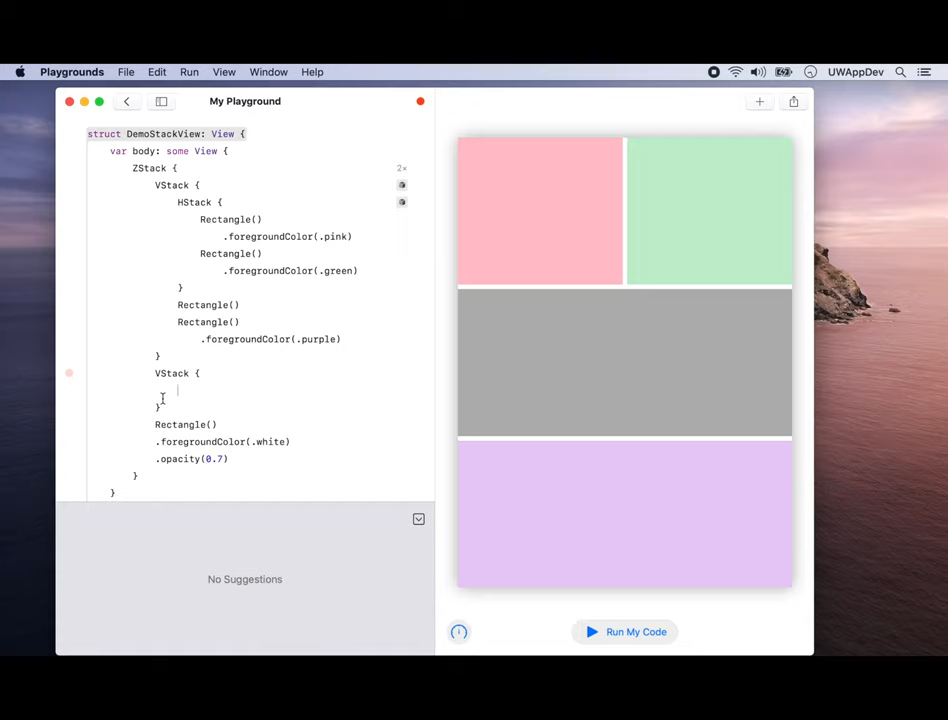 Playgrounds File Edit Run View Window Help UWAppDev
My Playground
struct DemoStackView: View {
var body: some View {
ZStack {
2×
VStack {
HStack {
Rectangle()
.foregroundColor(.pink)
Rectangle()
.foregroundColor(.green)
}
Rectangle()
Rectangle()
.foregroundColor(.purple)
}
VStack {
}
Rectangle()
.foregroundColor(.white)
.opacity(0.7)
}
}
No Suggestions
Run My Code